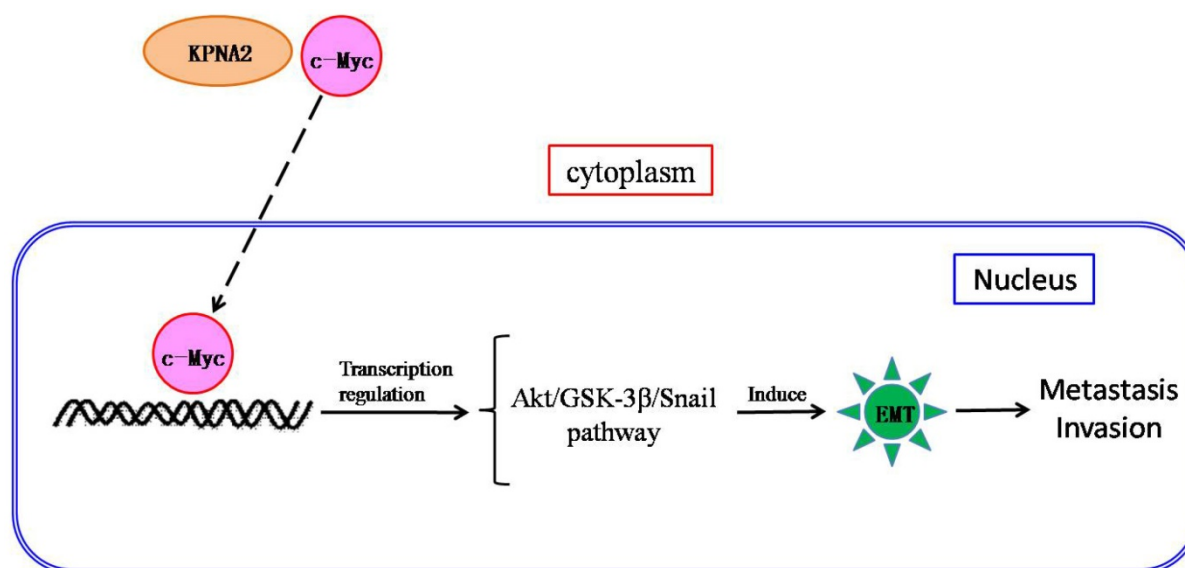 KPNA2
c-Myc
cytoplasm
Nucleus
c-Myc
Transcription
regulation
Akt/GSK-3β/Snail
pathway
Induce
EMT
Metastasis
Invasion